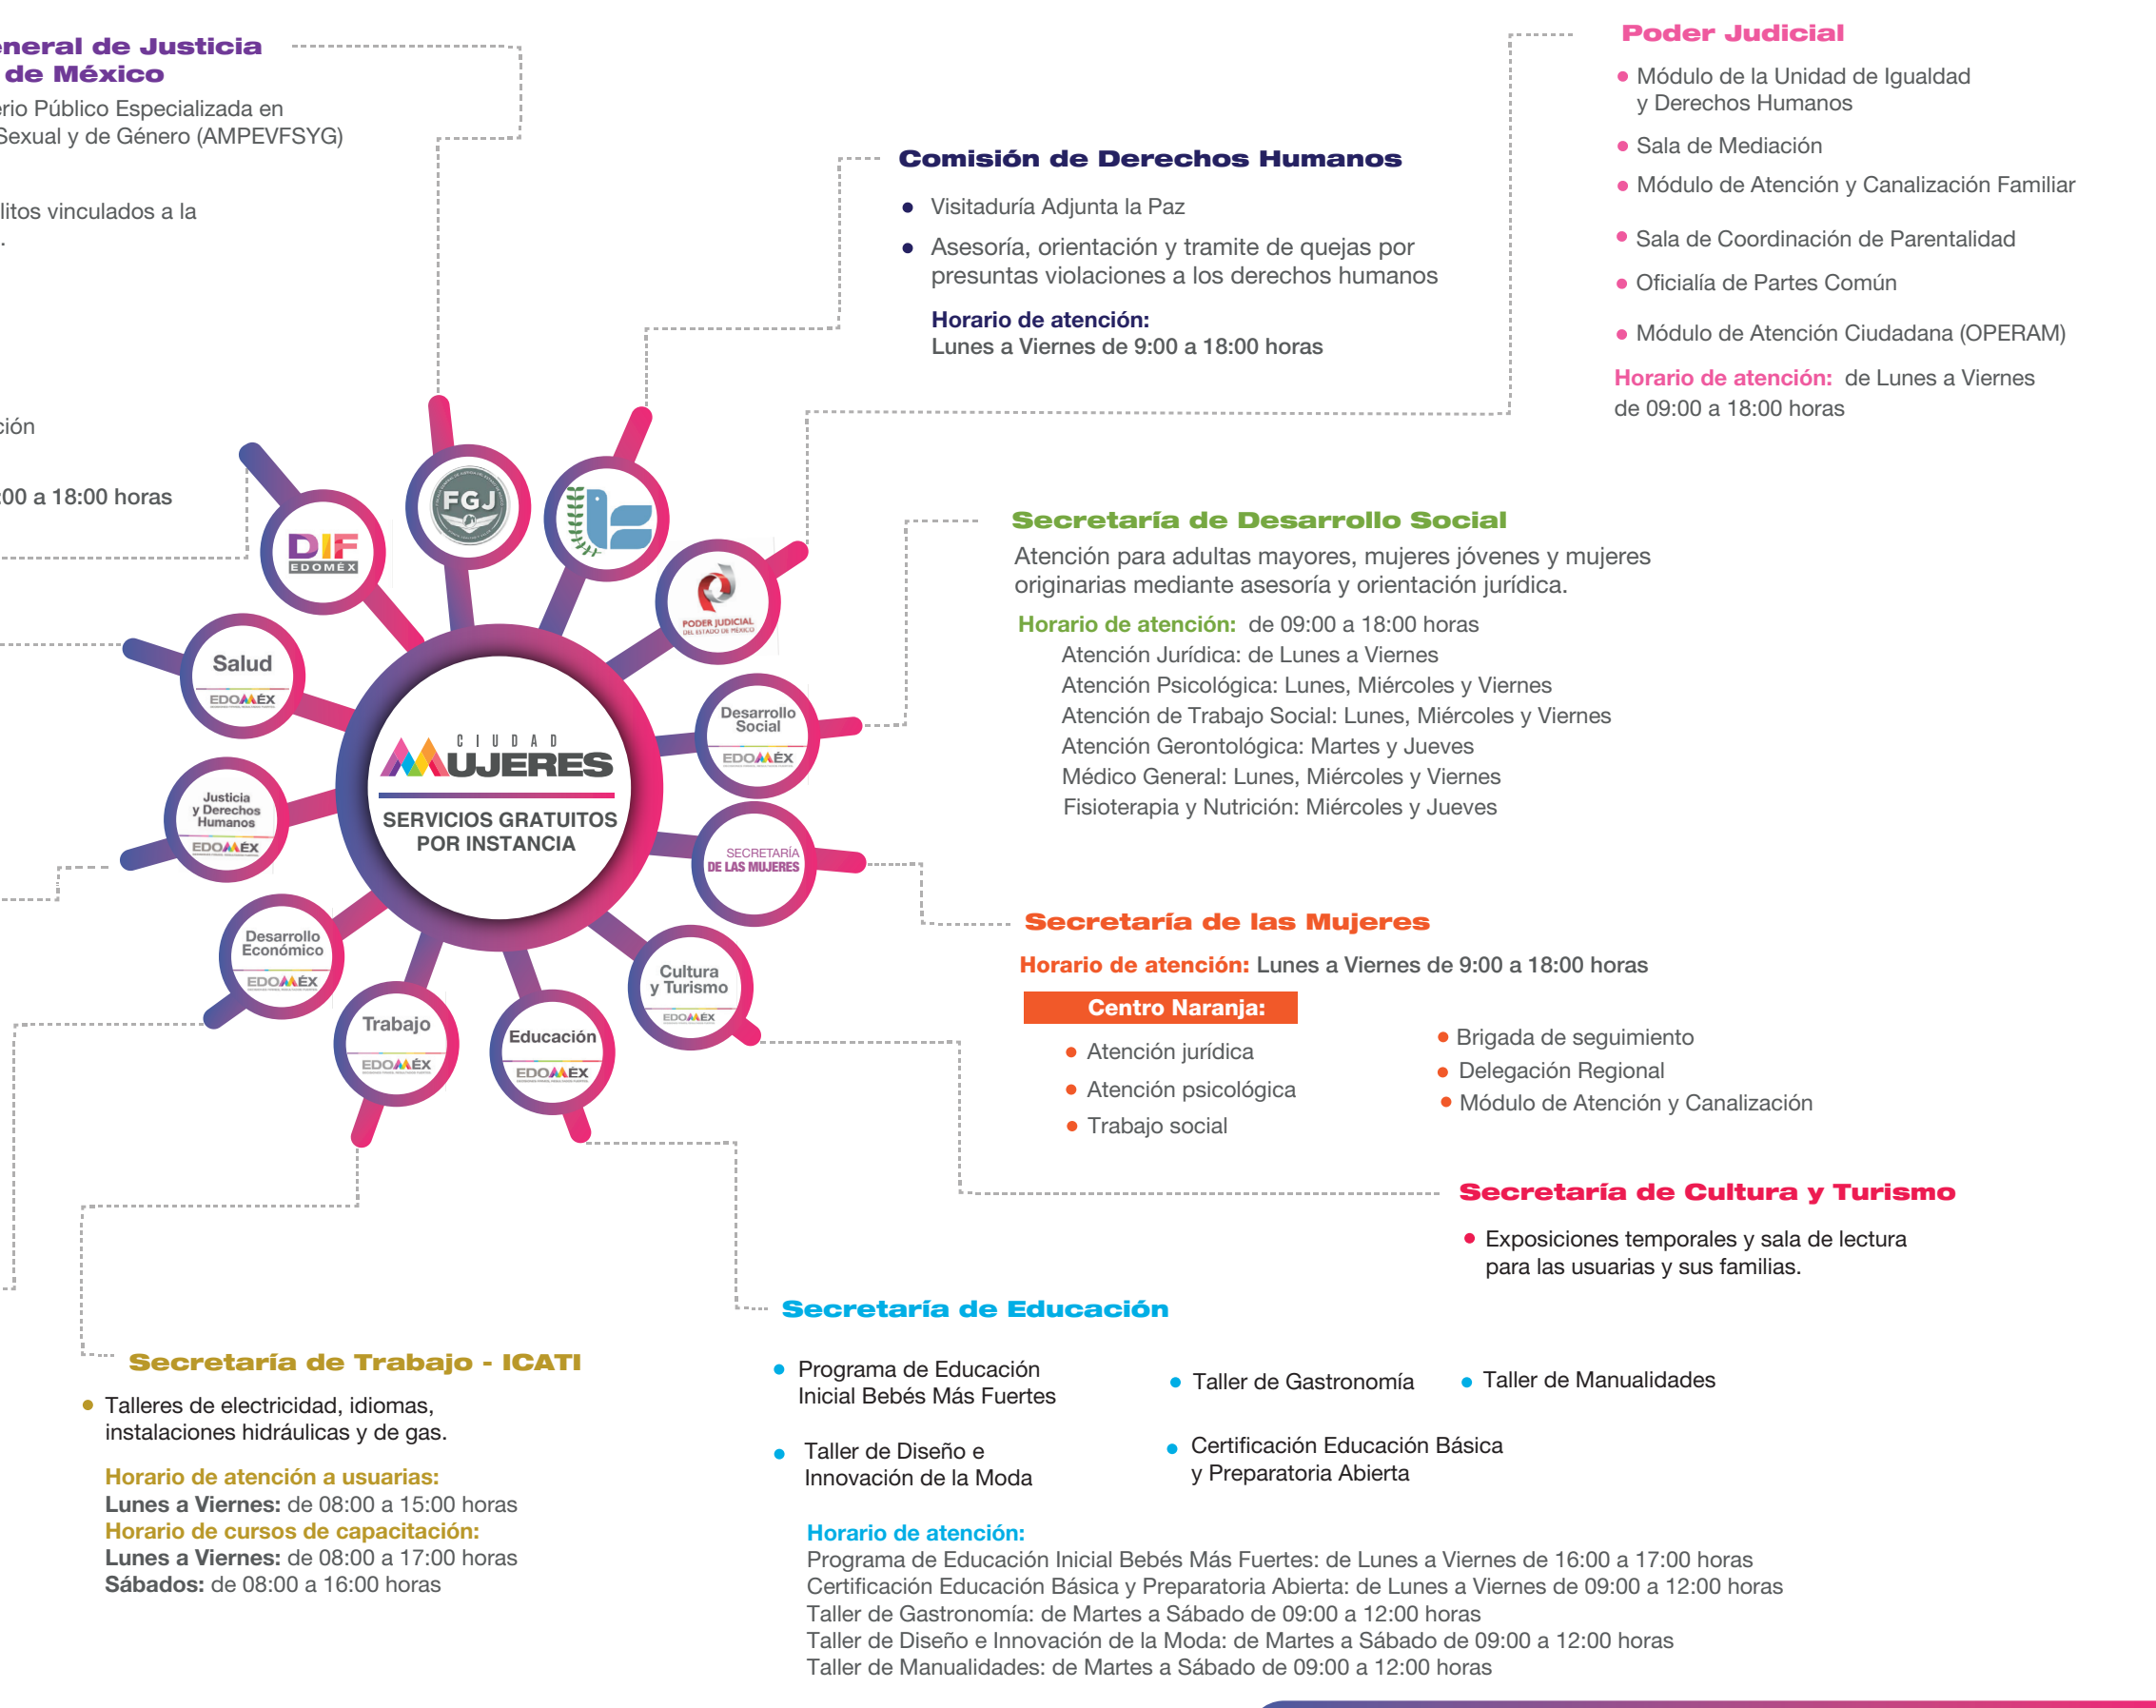 eneral de Justicia
de México
erio Público Especializada en
Sexual y de Género (AMPEVFSYG)
litos vinculados a la
.
ción
:00 a 18:00 horas
Comisión de Derechos Humanos
Visitaduría Adjunta la Paz
Asesoría, orientación y tramite de quejas por
presuntas violaciones a los derechos humanos
Horario de atención:
Lunes a Viernes de 9:00 a 18:00 horas
Poder Judicial
Módulo de la Unidad de Igualdad
y Derechos Humanos
Sala de Mediación
Módulo de Atención y Canalización Familiar
Sala de Coordinación de Parentalidad
Oficialía de Partes Común
Módulo de Atención Ciudadana (OPERAM)
Horario de atención: de Lunes a Viernes
de 09:00 a 18:00 horas
DIF
EDOMÉX
FGJ
PODER JUDICIAL
DEL ESTADO DE MÉXICO
Salud
EDOMÉX
Desarrollo
Social
EDOMÉX
Justicia
y Derechos
Humanos
EDOMÉX
CIUDAD
MUJERES
SERVICIOS GRATUITOS
POR INSTANCIA
SECRETARÍA
DE LAS MUJERES
Desarrollo
Económico
EDOMÉX
Trabajo
EDOMÉX
Educación
EDOMÉX
Cultura
y Turismo
EDOMÉX
Secretaría de Desarrollo Social
Atención para adultas mayores, mujeres jóvenes y mujeres
originarias mediante asesoría y orientación jurídica.
Horario de atención: de 09:00 a 18:00 horas
Atención Jurídica: de Lunes a Viernes
Atención Psicológica: Lunes, Miércoles y Viernes
Atención de Trabajo Social: Lunes, Miércoles y Viernes
Atención Gerontológica: Martes y Jueves
Médico General: Lunes, Miércoles y Viernes
Fisioterapia y Nutrición: Miércoles y Jueves
Secretaría de las Mujeres
Horario de atención: Lunes a Viernes de 9:00 a 18:00 horas
Centro Naranja:
Atención jurídica
Atención psicológica
Trabajo social
Brigada de seguimiento
Delegación Regional
Módulo de Atención y Canalización
Secretaría de Cultura y Turismo
Exposiciones temporales y sala de lectura
para las usuarias y sus familias.
Secretaría de Educación
Programa de Educación
Inicial Bebés Más Fuertes
Taller de Gastronomía
Taller de Manualidades
Taller de Diseño e
Innovación de la Moda
Certificación Educación Básica
y Preparatoria Abierta
Horario de atención:
Programa de Educación Inicial Bebés Más Fuertes: de Lunes a Viernes de 16:00 a 17:00 horas
Certificación Educación Básica y Preparatoria Abierta: de Lunes a Viernes de 09:00 a 12:00 horas
Taller de Gastronomía: de Martes a Sábado de 09:00 a 12:00 horas
Taller de Diseño e Innovación de la Moda: de Martes a Sábado de 09:00 a 12:00 horas
Taller de Manualidades: de Martes a Sábado de 09:00 a 12:00 horas
Secretaría de Trabajo - ICATI
Talleres de electricidad, idiomas,
instalaciones hidráulicas y de gas.
Horario de atención a usuarias:
Lunes a Viernes: de 08:00 a 15:00 horas
Horario de cursos de capacitación:
Lunes a Viernes: de 08:00 a 17:00 horas
Sábados: de 08:00 a 16:00 horas